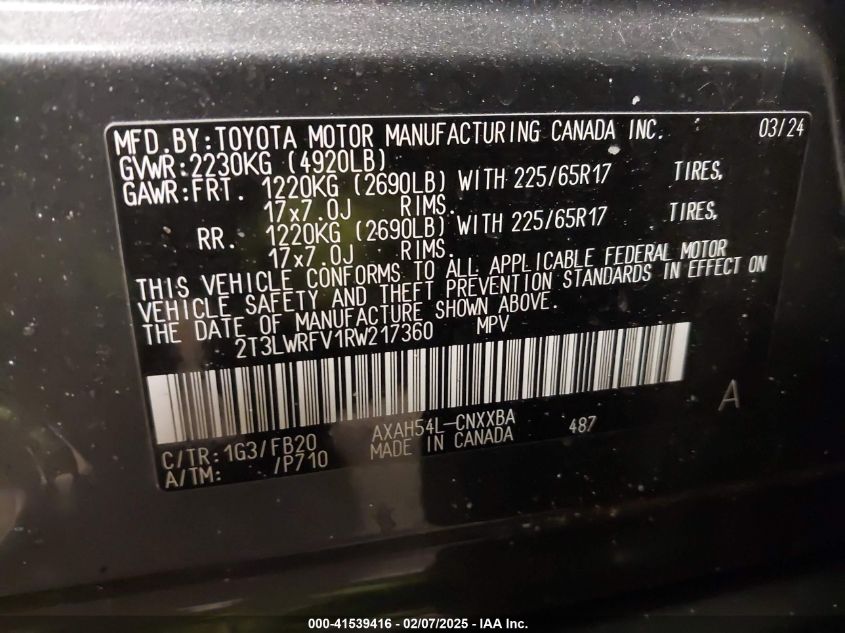 MFD.BY:TOYOTA MOTOR MANUFACTURING CANADA INC. 03/24
GVWR:2230KG (4920LB)
GAWR:FRT. 1220KG (2690LB) WITH 225/65R17 TIRES,
17x7.0J RIMS.
RR. 1220KG (2690LB) WITH 225/65R17 TIRES,
17x7.0J RIMS.
THIS VEHICLE CONFORMS TO ALL APPLICABLE FEDERAL MOTOR
VEHICLE SAFETY AND THEFT PREVENTION STANDARDS IN EFFECT ON
THE DATE OF MANUFACTURE SHOWN ABOVE.
2T3LWRFV1RW217360 MPV
A
C/TR:1G3/FB20 AXAH54L-CNXXBA 487
A/TM: /P710 MADE IN CANADA
000-41539416 - 02/07/2025 - IAA Inc.